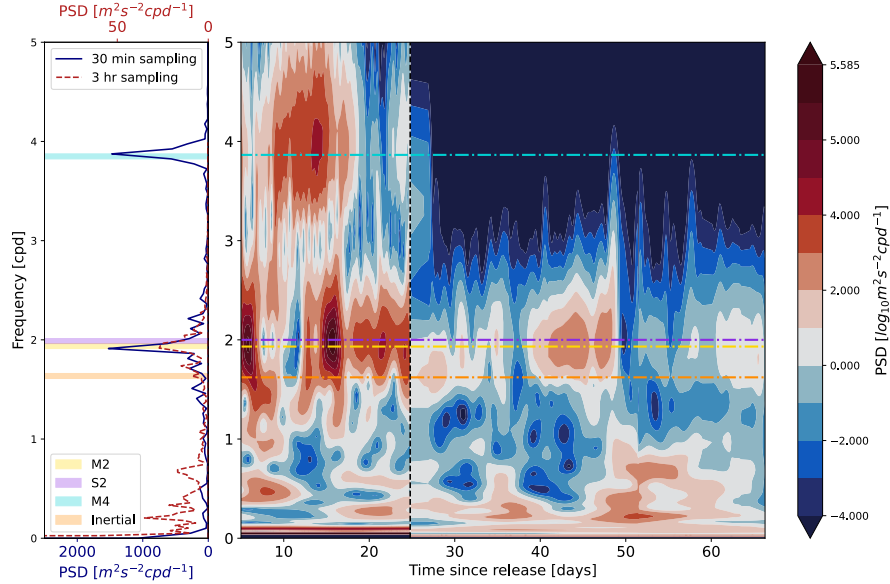 PSD [m²s⁻²cpd⁻¹]
50 0
30 min sampling
3 hr sampling
5
4
3
2
1
0
Frequency [cpd]
M2
S2
M4
Inertial
2000 1000 0
PSD [m²s⁻²cpd⁻¹]
5
4
3
2
1
0
10 20 30 40 50 60
Time since release [days]
5.585
5.000
4.000
2.000
0.000
−2.000
−4.000
PSD [log₁₀m²s⁻²cpd⁻¹]